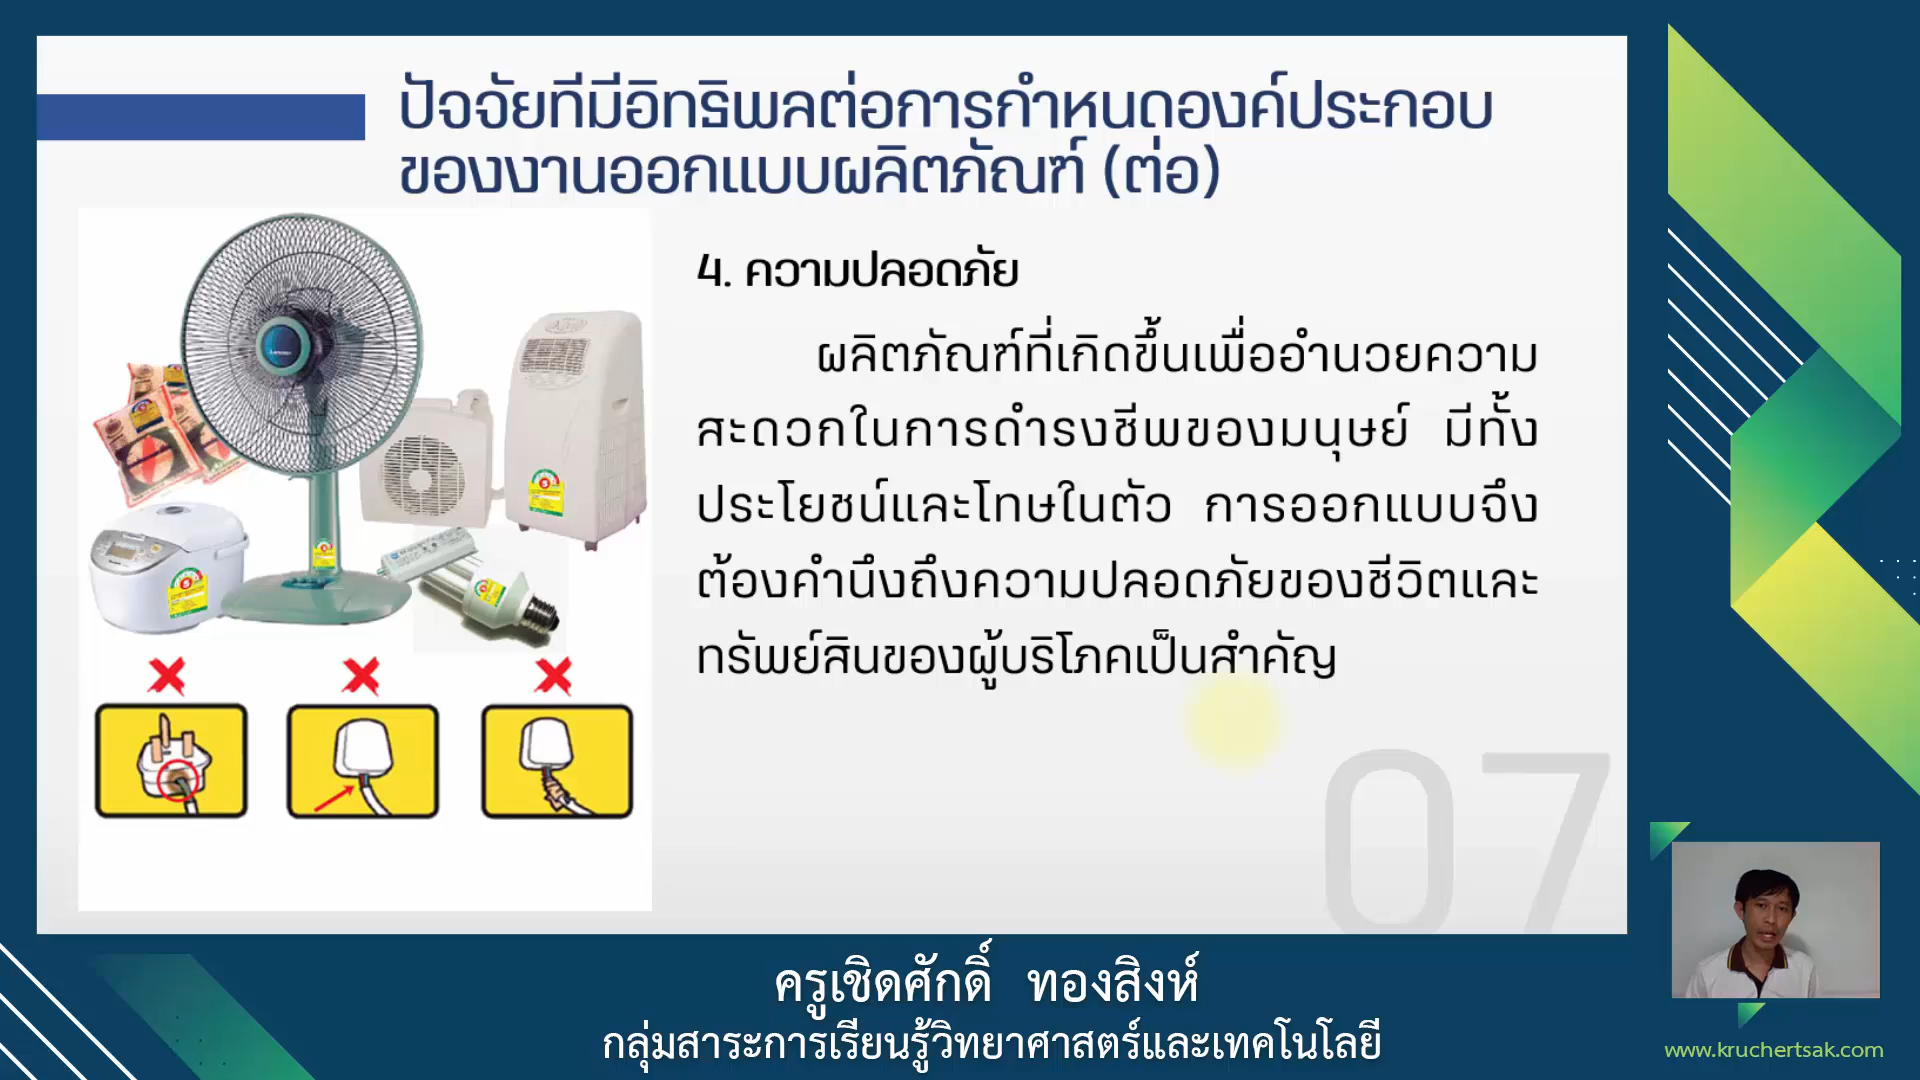 ปัจจัยที่มีอิทธิพลต่อการกำหนดองค์ประกอบ
ของงานออกแบบผลิตภัณฑ์ (ต่อ)
4. ความปลอดภัย
ผลิตภัณฑ์ที่เกิดขึ้นเพื่ออำนวยความ
สะดวกในการดำรงชีพของมนุษย์ มีทั้ง
ประโยชน์และโทษในตัว การออกแบบจึง
ต้องคำนึงถึงความปลอดภัยของชีวิตและ
ทรัพย์สินของผู้บริโภคเป็นสำคัญ
07
ครูเชิดศักดิ์ ทองสิงห์
กลุ่มสาระการเรียนรู้วิทยาศาสตร์และเทคโนโลยี
www.kruchertsak.com